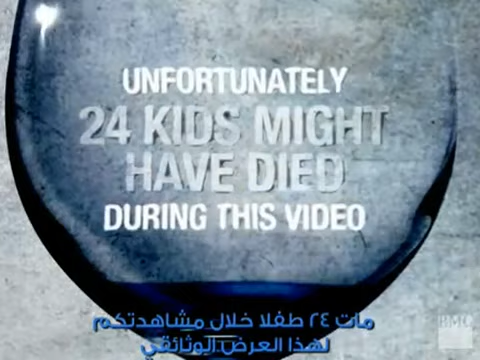 UNFORTUNATELY
24 KIDS MIGHT
HAVE DIED
DURING THIS VIDEO
مات ٢٤ طفلا خلال مشاهدتكم
لهذا العرض الوثائقي